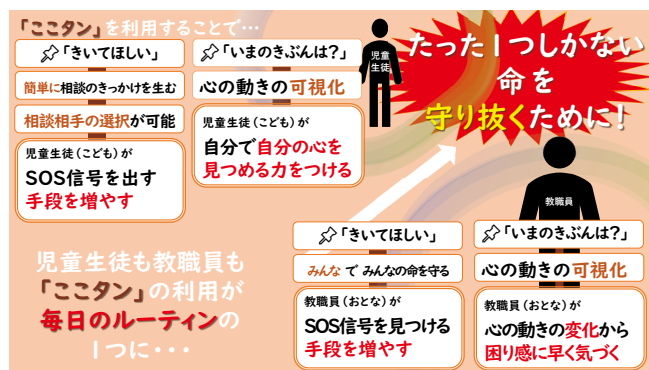 「ここタン」を利用することで…
「きいてほしい」
簡単に相談のきっかけを生む
相談相手の選択が可能
児童生徒（こども）が
SOS信号を出す
手段を増やす
「いまのきぶんは？」
心の動きの可視化
児童生徒（こども）が
自分で自分の心を
見つめる力をつける
児童
生徒
たった１つしかない
命を
守り抜くために！
教職員
「きいてほしい」
みんなで みんなの命を守る
教職員（おとな）が
SOS信号を見つける
手段を増やす
「いまのきぶんは？」
心の動きの可視化
教職員（おとな）が
心の動きの変化から
困り感に早く気づく
児童生徒も教職員も
「ここタン」の利用が
毎日のルーティンの
１つに・・・